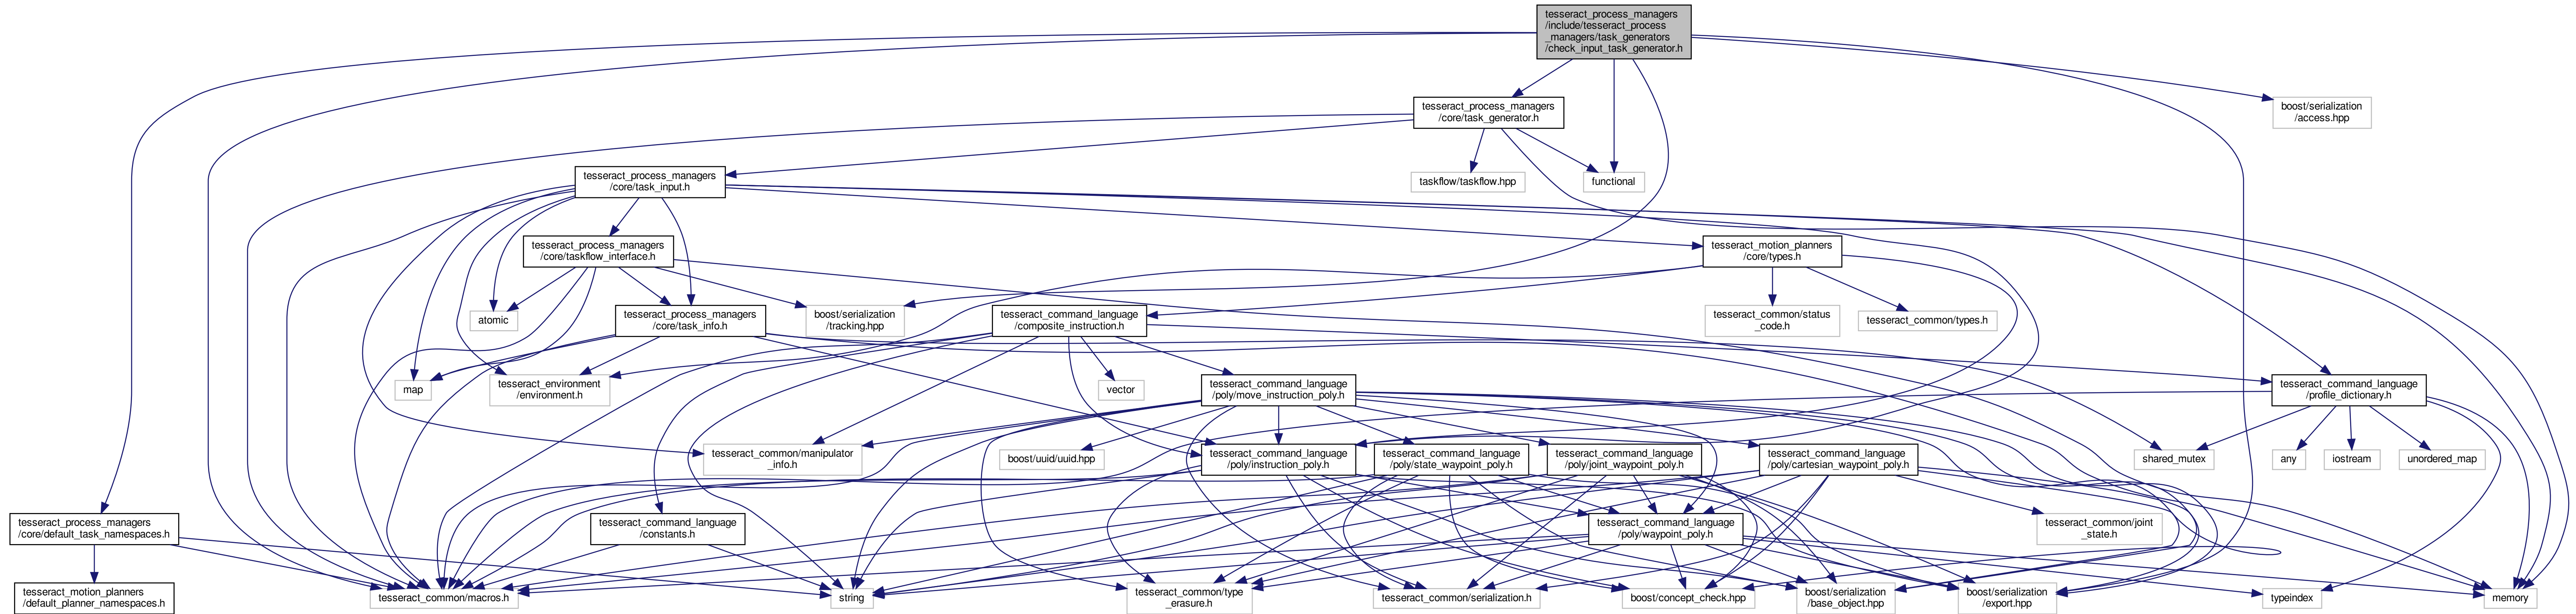 tesseract_process_managers
/include/tesseract_process
_managers/task_generators
/check_input_task_generator.h
tesseract_process_managers
/core/task_generator.h
boost/serialization
/access.hpp
tesseract_process_managers
/core/task_input.h
taskflow/taskflow.hpp
functional
tesseract_process_managers
/core/taskflow_interface.h
tesseract_motion_planners
/core/types.h
atomic
tesseract_process_managers
/core/task_info.h
boost/serialization
/tracking.hpp
tesseract_command_language
/composite_instruction.h
tesseract_common/status
_code.h
tesseract_common/types.h
map
tesseract_environment
/environment.h
vector
tesseract_command_language
/poly/move_instruction_poly.h
tesseract_command_language
/profile_dictionary.h
tesseract_common/manipulator
_info.h
boost/uuid/uuid.hpp
tesseract_command_language
/poly/instruction_poly.h
tesseract_command_language
/poly/state_waypoint_poly.h
tesseract_command_language
/poly/joint_waypoint_poly.h
tesseract_command_language
/poly/cartesian_waypoint_poly.h
shared_mutex
any
iostream
unordered_map
tesseract_process_managers
/core/default_task_namespaces.h
tesseract_command_language
/constants.h
tesseract_command_language
/poly/waypoint_poly.h
tesseract_common/joint
_state.h
tesseract_motion_planners
/default_planner_namespaces.h
tesseract_common/macros.h
string
tesseract_common/type
_erasure.h
tesseract_common/serialization.h
boost/concept_check.hpp
boost/serialization
/base_object.hpp
boost/serialization
/export.hpp
typeindex
memory